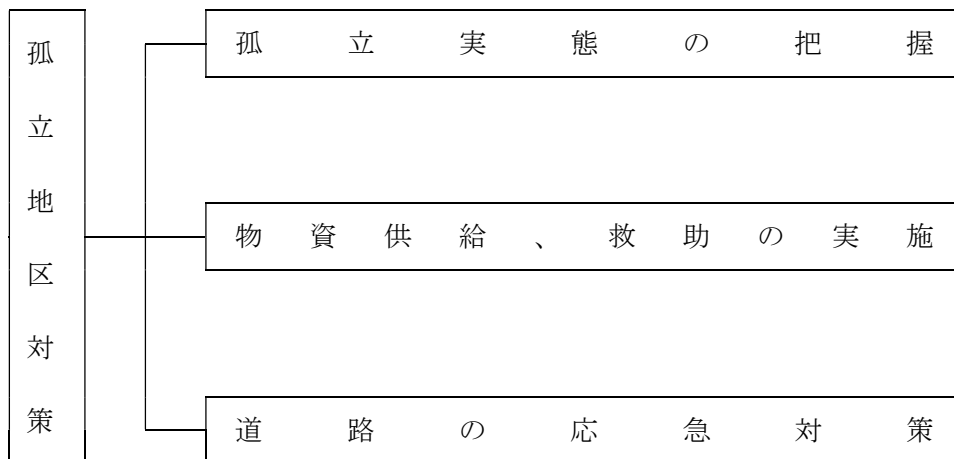 孤立地区対策
孤立実態の把握
物資供給、救助の実施
道路の応急対策